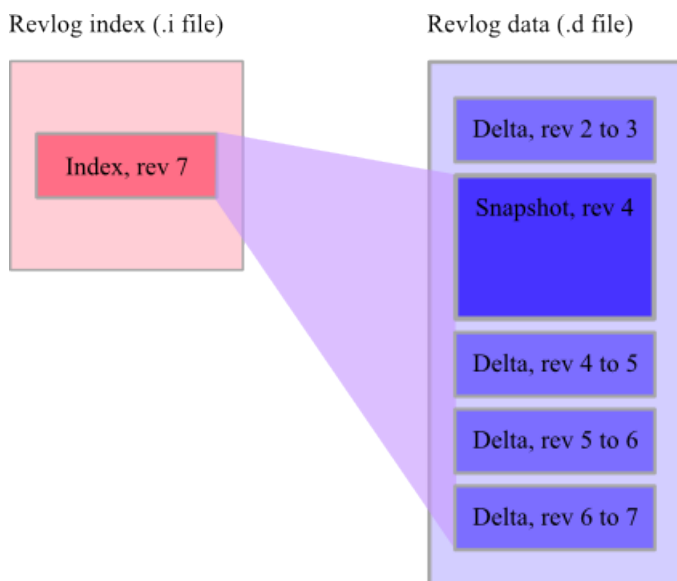 Revlog index (.i file)
Revlog data (.d file)
Index, rev 7
Delta, rev 2 to 3
Snapshot, rev 4
Delta, rev 4 to 5
Delta, rev 5 to 6
Delta, rev 6 to 7